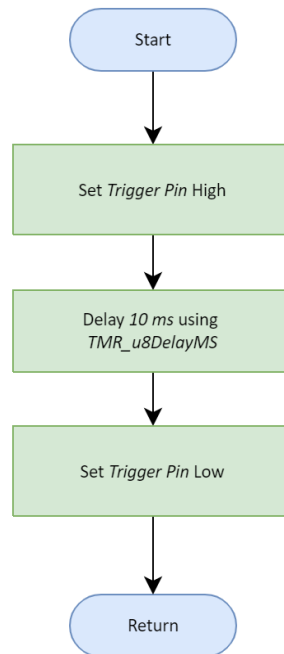 Start
Set Trigger Pin High
Delay 10 ms using
TMR_u8DelayMS
Set Trigger Pin Low
Return